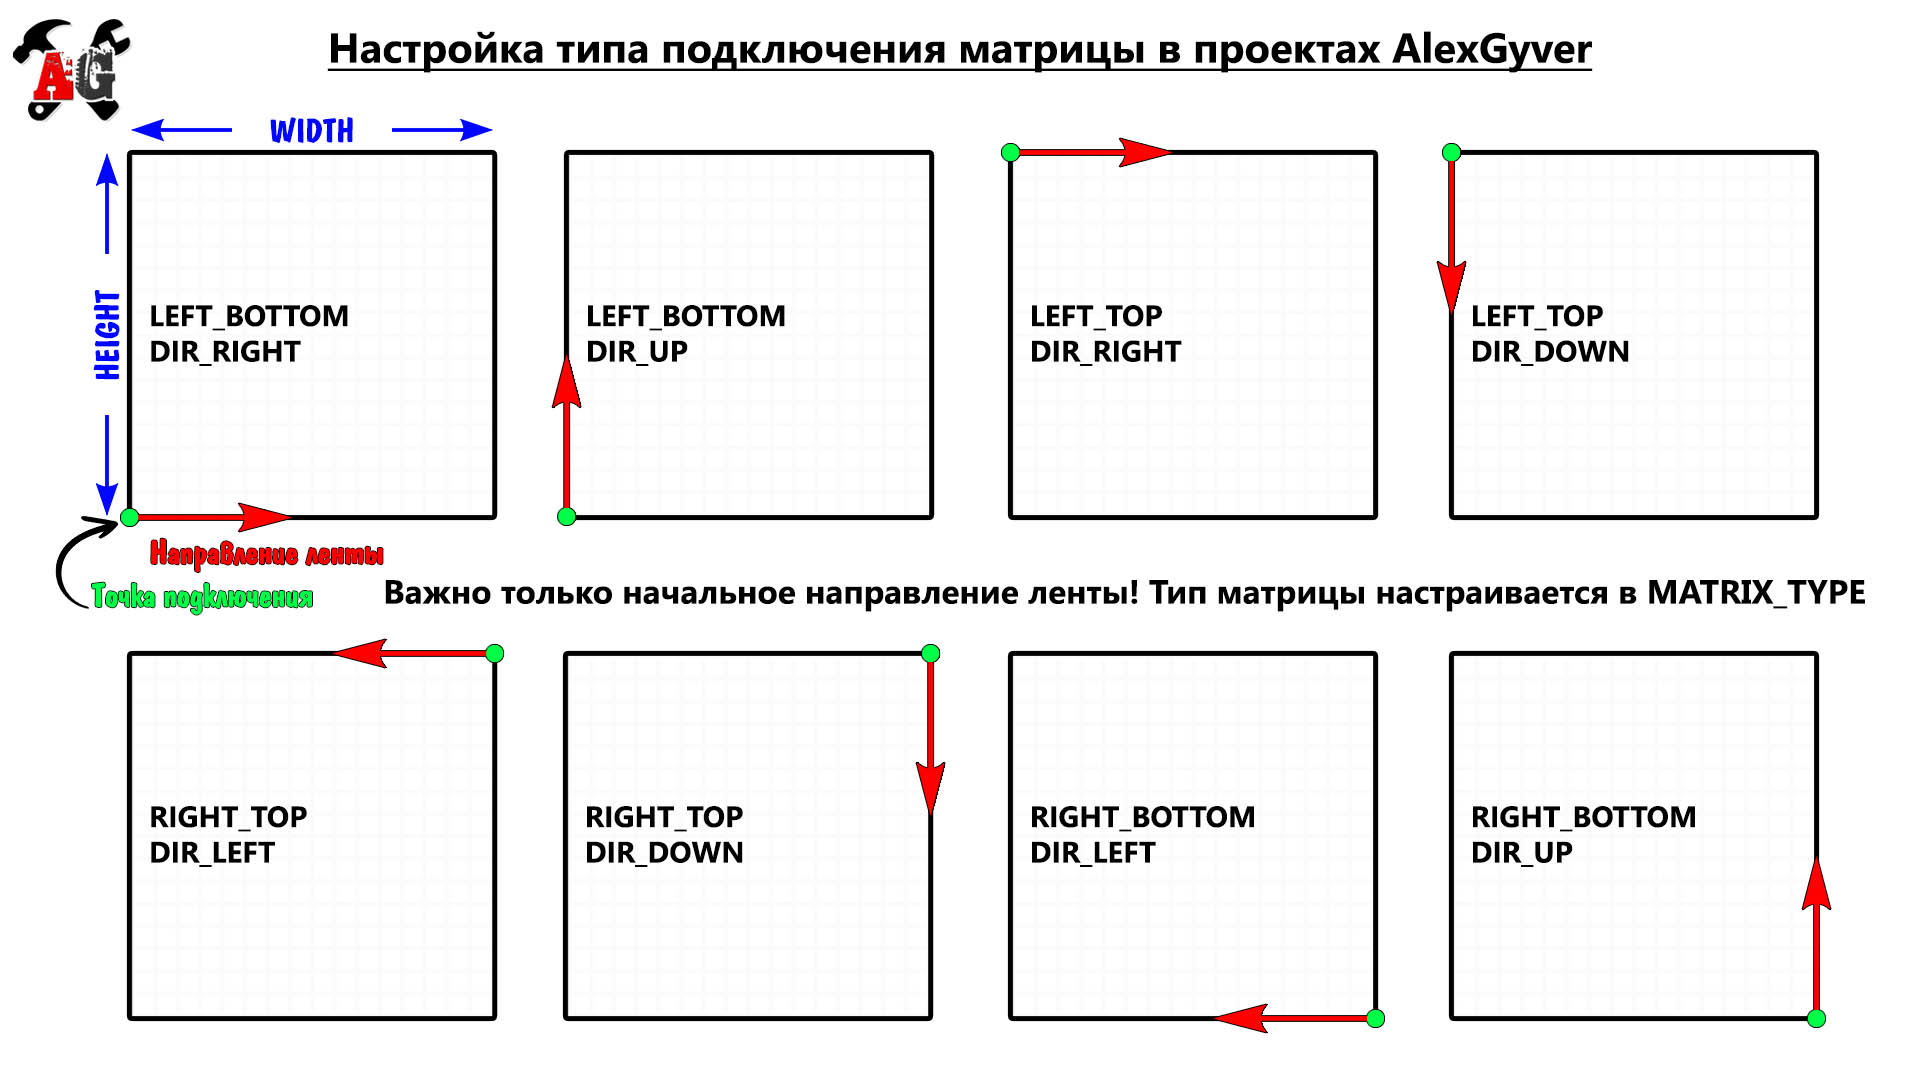 Настройка типа подключения матрицы в проектах AlexGyver
AG
WIDTH
HEIGHT
LEFT_BOTTOM
DIR_RIGHT
LEFT_BOTTOM
DIR_UP
LEFT_TOP
DIR_RIGHT
LEFT_TOP
DIR_DOWN
Направление ленты
Точка подключения
Важно только начальное направление ленты! Тип матрицы настраивается в MATRIX_TYPE
RIGHT_TOP
DIR_LEFT
RIGHT_TOP
DIR_DOWN
RIGHT_BOTTOM
DIR_LEFT
RIGHT_BOTTOM
DIR_UP